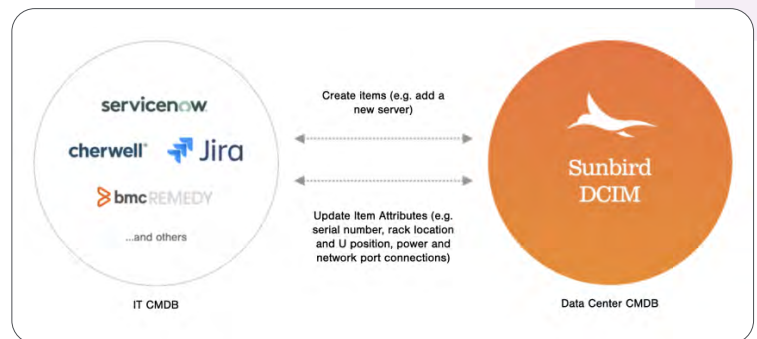 servicenow
cherwell
Jira
bmc REMEDY
...and others
IT CMDB
Create items (e.g. add a
new server)
Update Item Attributes (e.g.
serial number, rack location
and U position, power and
network port connections)
Sunbird
DCIM
Data Center CMDB